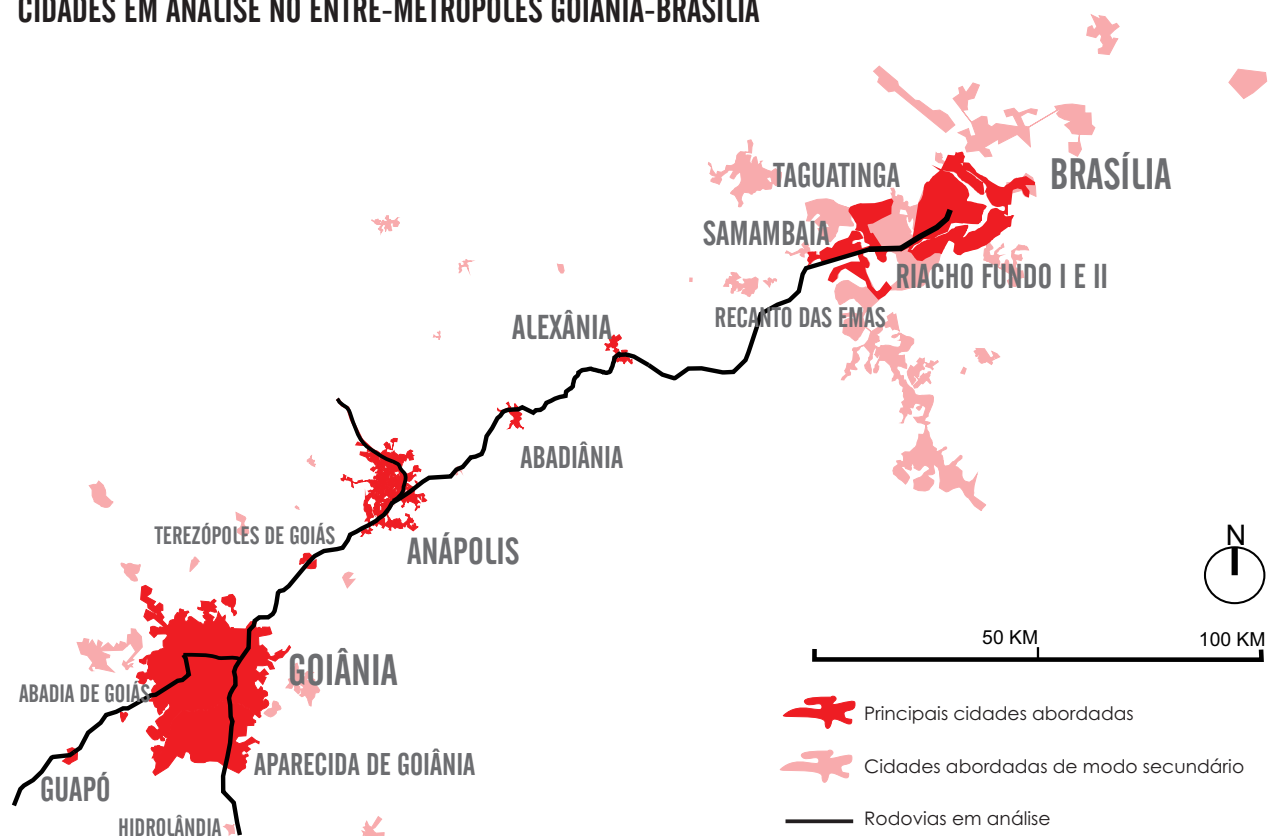 CIDADES EM ANÁLISE NO ENTRE-METRÓPOLES GOIÂNIA-BRASÍLIA
TAGUATINGA
BRASÍLIA
SAMAMBAIA
RIACHO FUNDO I E II
RECANTO DAS EMAS
ALEXÂNIA
ABADIÂNIA
TEREZÓPOLES DE GOIÁS
ANÁPOLIS
N
50 KM
100 KM
GOIÂNIA
ABADIA DE GOIÁS
Principais cidades abordadas
APARECIDA DE GOIÂNIA
Cidades abordadas de modo secundário
GUAPÓ
Rodovias em análise
HIDROLÂNDIA